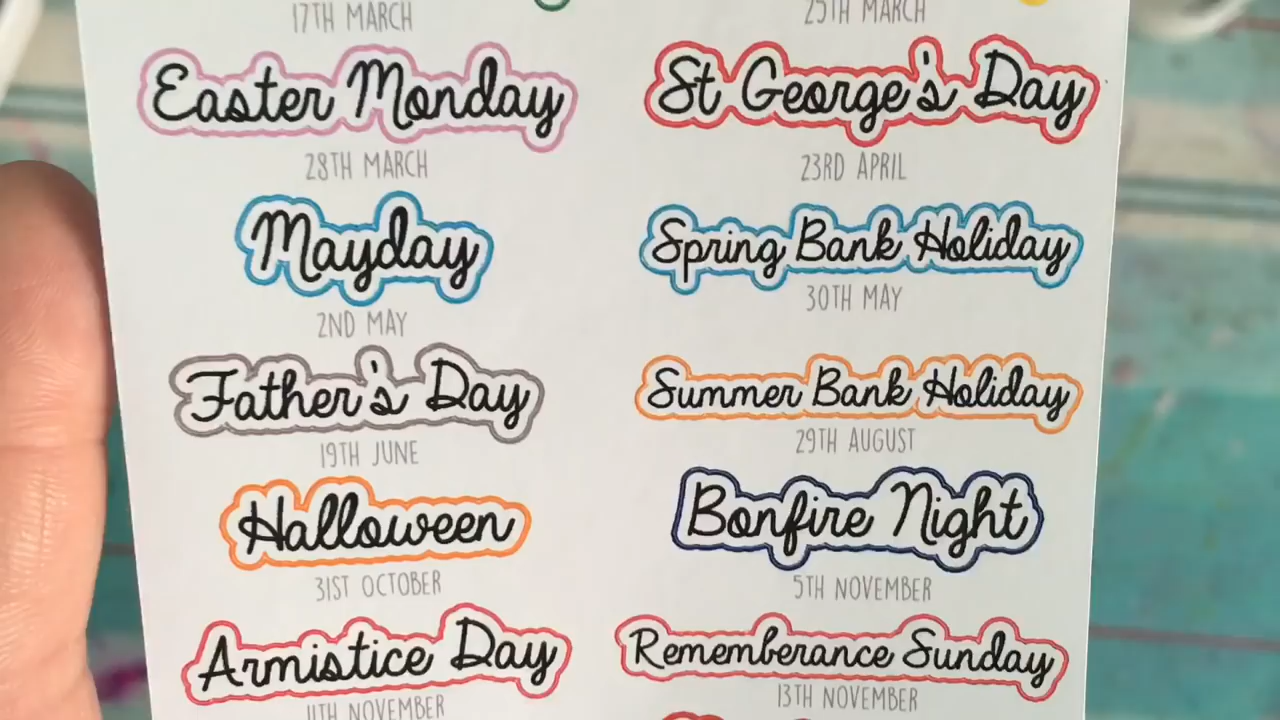 17TH MARCH
25TH MARCH
Easter Monday
St George's Day
28TH MARCH
23RD APRIL
Mayday
Spring Bank Holiday
2ND MAY
30TH MAY
Father's Day
Summer Bank Holiday
19TH JUNE
29TH AUGUST
Halloween
Bonfire Night
31ST OCTOBER
5TH NOVEMBER
Armistice Day
Rememberance Sunday
11TH NOVEMBER
13TH NOVEMBER